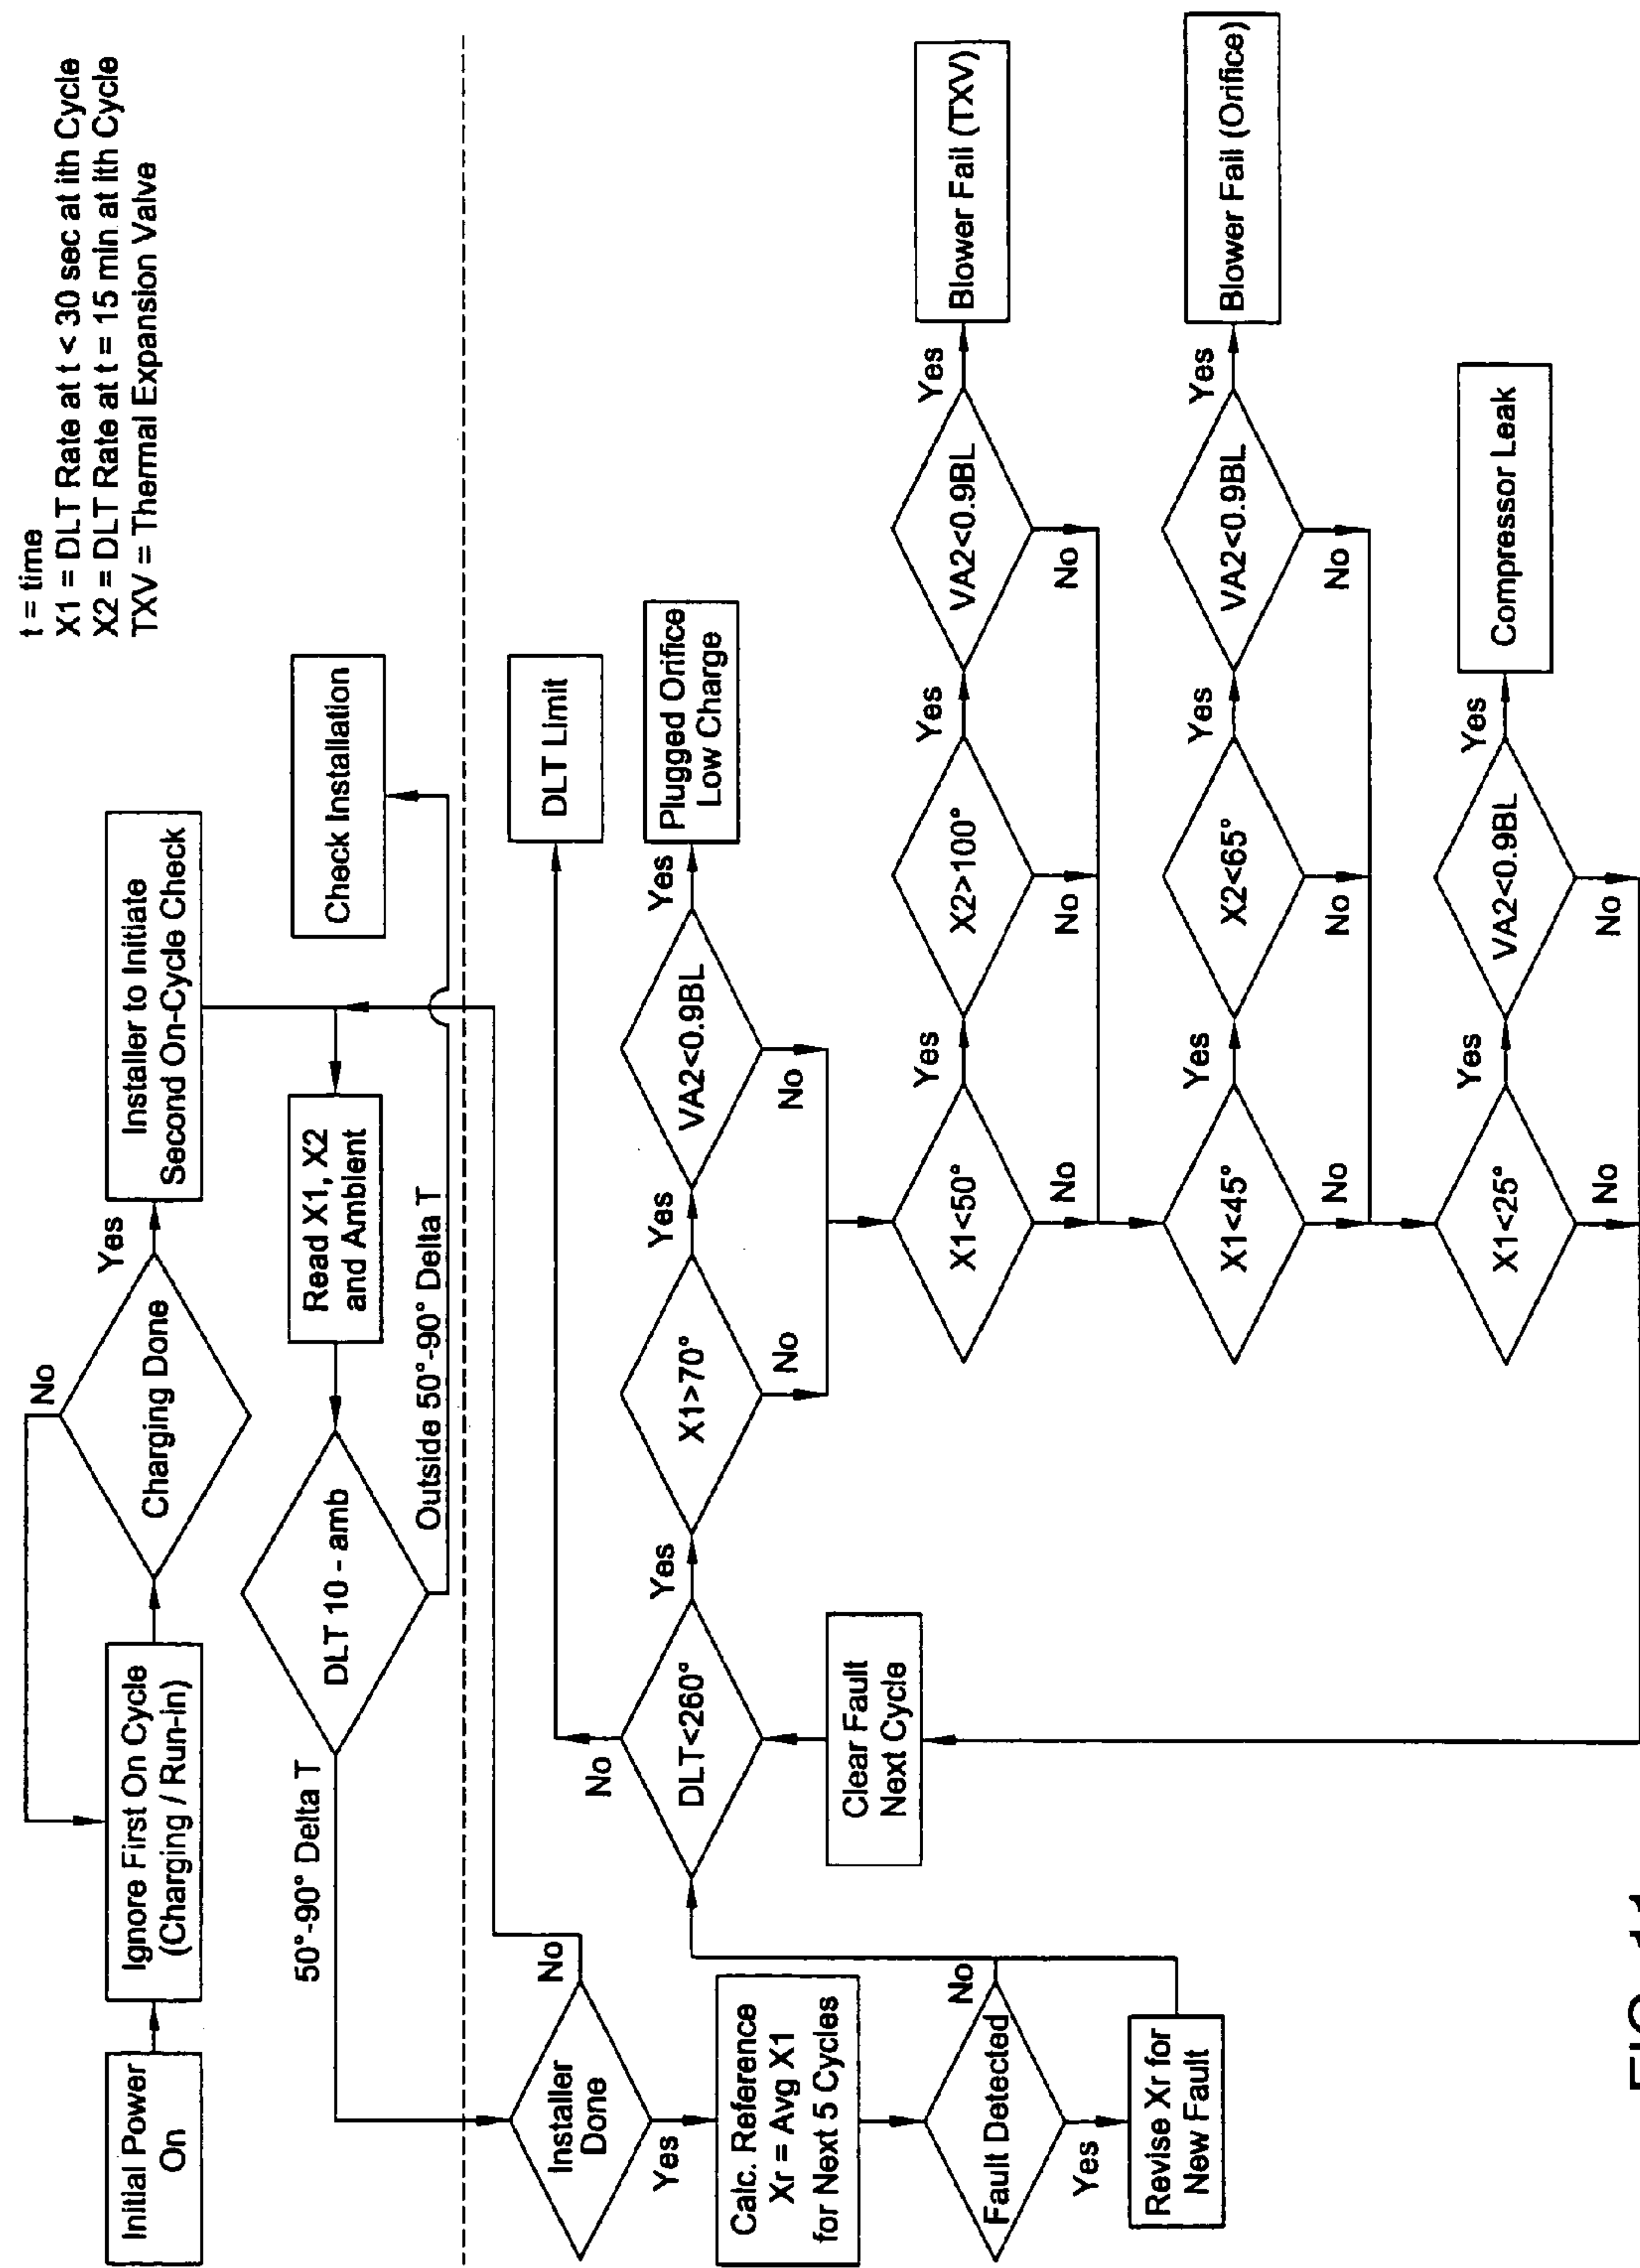 t = time
X1 = DLT Rate at t < 30 sec at ith Cycle
X2 = DLT Rate at t = 15 min at ith Cycle
TXV = Thermal Expansion Valve
Initial Power
On
Ignore First On Cycle
(Charging / Run-in)
No
Charging Done
Yes
Installer to Initiate
Second On-Cycle Check
50°-90° Delta T
DLT 10 - amb
Read X1, X2
and Ambient
Check Installation
Outside 50°-90° Delta T
Installer
Done
No
Yes
Calc. Reference
Xr = Avg X1
for Next 5 Cycles
Fault Detected
No
Yes
Revise Xr for
New Fault
DLT Limit
No
DLT<260°
Yes
X1>70°
Yes
VA2<0.9BL
Yes
Plugged Orifice
Low Charge
No
No
Clear Fault
Next Cycle
X1<50°
Yes
X2>100°
Yes
VA2<0.9BL
Yes
Blower Fail (TXV)
No
No
No
X1<45°
Yes
X2<65°
Yes
VA2<0.9BL
Yes
Blower Fail (Orifice)
No
No
No
X1<25°
Yes
VA2<0.9BL
Yes
Compressor Leak
No
No